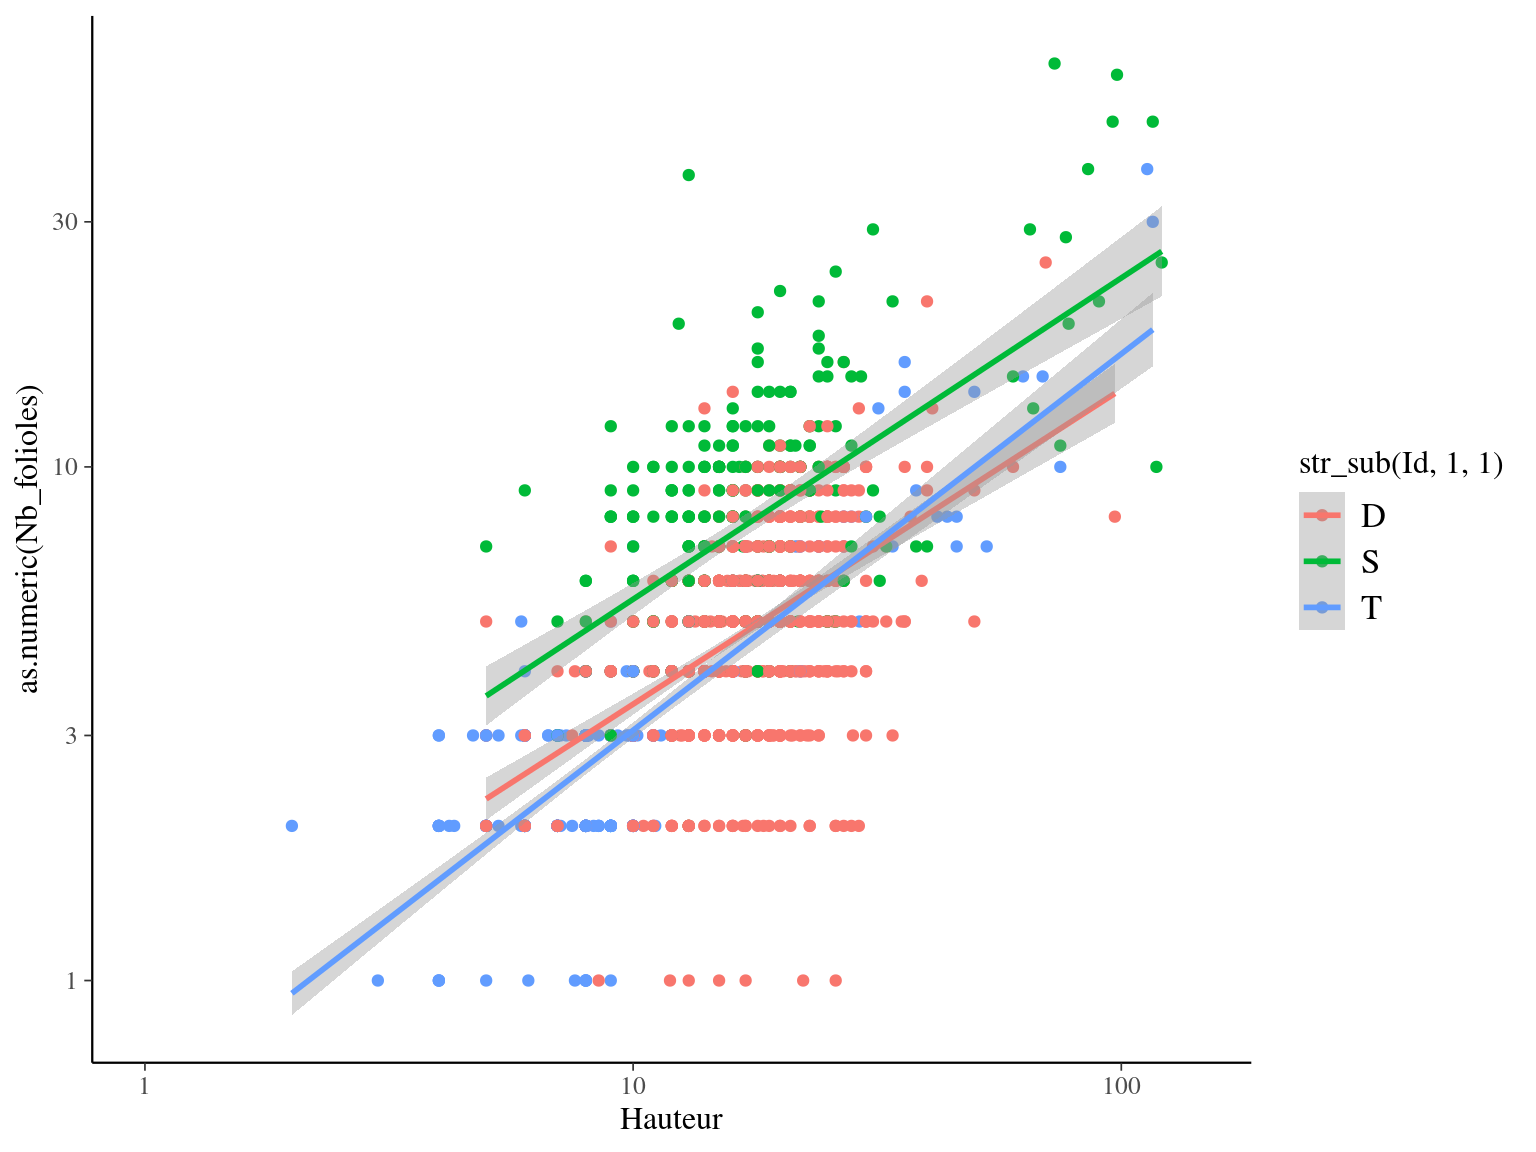 as.numeric(Nb_folioles)
30
10
3
1
1
10
100
Hauteur
str_sub(Id, 1, 1)
D
S
T